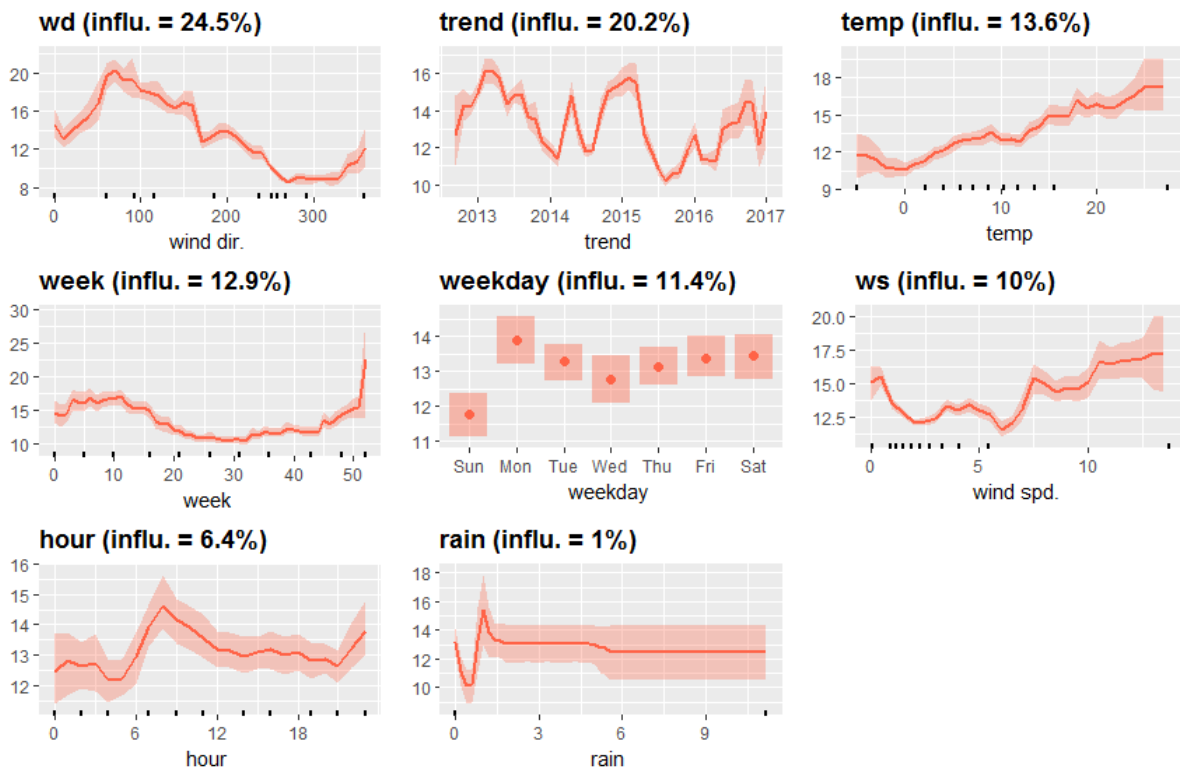 wd (influ. = 24.5%)
20
16
12
8
0 100 200 300
wind dir.
trend (influ. = 20.2%)
16
14
12
10
2013 2014 2015 2016 2017
trend
temp (influ. = 13.6%)
18
15
12
9
0 10 20
temp
week (influ. = 12.9%)
30
25
20
15
10
0 10 20 30 40 50
week
weekday (influ. = 11.4%)
14
13
12
11
Sun Mon Tue Wed Thu Fri Sat
weekday
ws (influ. = 10%)
20.0
17.5
15.0
12.5
0 5 10
wind spd.
hour (influ. = 6.4%)
16
15
14
13
12
0 6 12 18
hour
rain (influ. = 1%)
18
16
14
12
10
0 3 6 9
rain